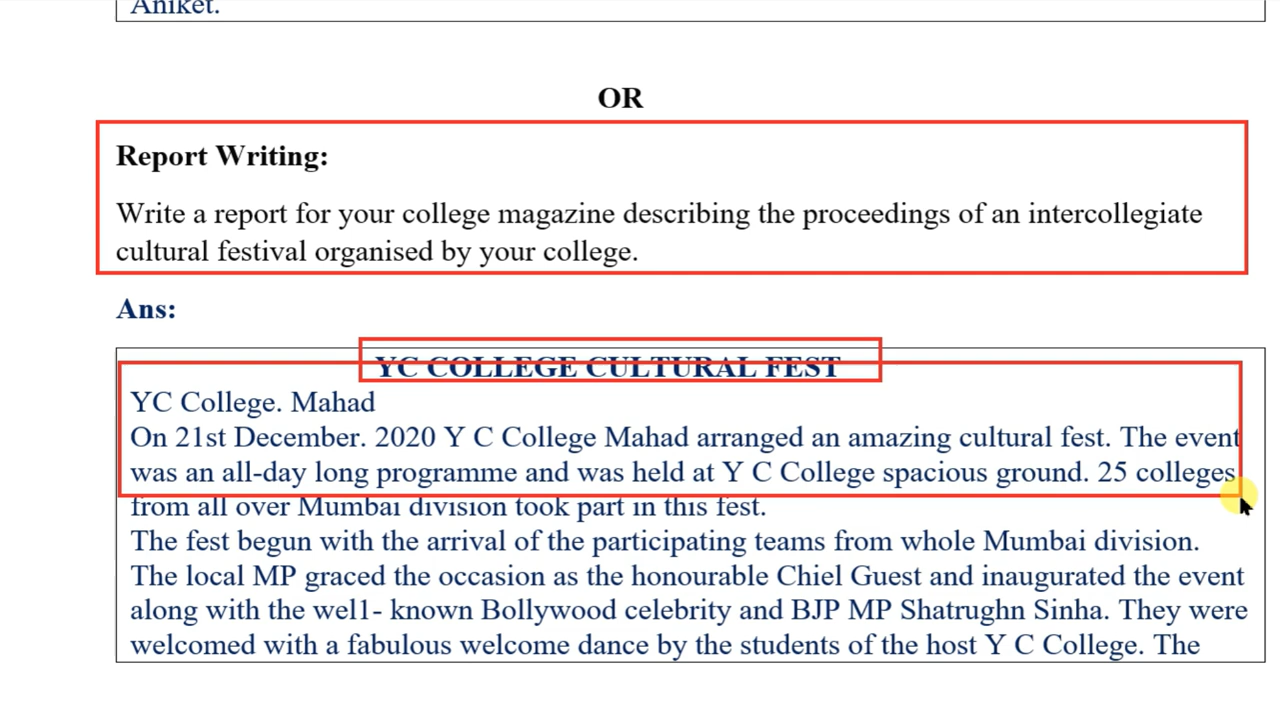 Aniket.
OR
Report Writing:
Write a report for your college magazine describing the proceedings of an intercollegiate
cultural festival organised by your college.
Ans:
YC COLLEGE CULTURAL FEST
YC College. Mahad
On 21st December. 2020 Y C College Mahad arranged an amazing cultural fest. The event
was an all-day long programme and was held at Y C College spacious ground. 25 colleges
from all over Mumbai division took part in this fest.
The fest begun with the arrival of the participating teams from whole Mumbai division.
The local MP graced the occasion as the honourable Chiel Guest and inaugurated the event
along with the wel1- known Bollywood celebrity and BJP MP Shatrughn Sinha. They were
welcomed with a fabulous welcome dance by the students of the host Y C College. The